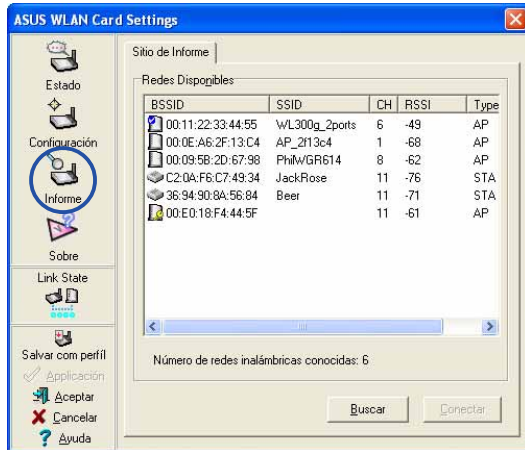 ASUS WLAN Card Settings
Estado
Configuración
Informe
Sobre
Link State
Salvar com perfíl
Applicación
Aceptar
Cancelar
Ayuda
Sitio de Informe
Redes Disponibles
BSSID SSID CH RSSI Type
00:11:22:33:44:55 WL300g_2ports 6 -49 AP
00:0E:A6:2F:13:C4 AP_2f13c4 1 -68 AP
00:09:5B:2D:67:98 PhilWGR614 8 -62 AP
C2:0A:F6:C7:49:34 JackRose 11 -76 STA
36:94:90:8A:56:84 Beer 11 -71 STA
00:E0:18:F4:44:5F 11 -61 AP
Número de redes inalámbricas conocidas: 6
Buscar Conectar